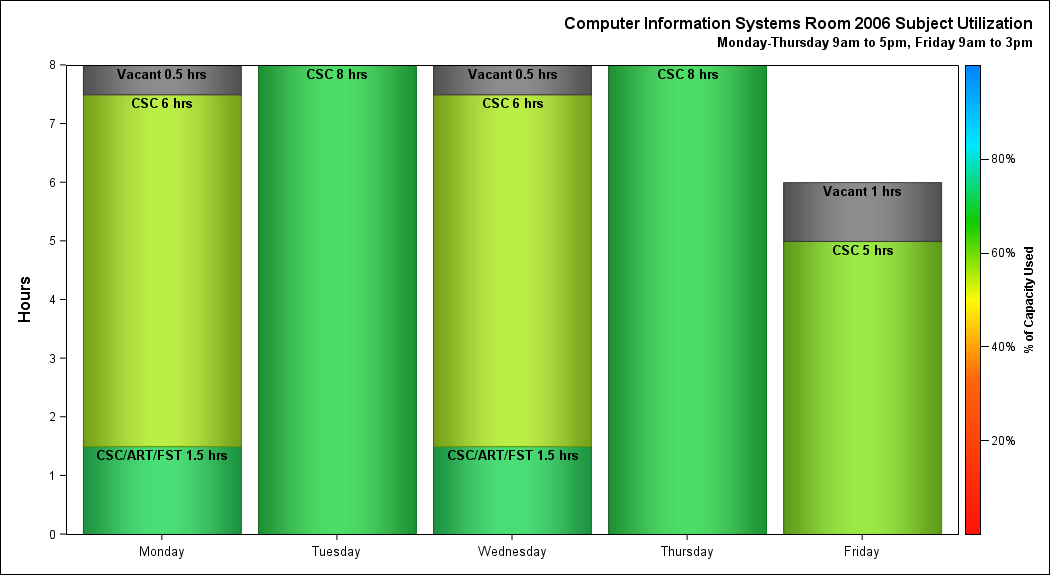 Computer Information Systems Room 2006 Subject Utilization
Monday-Thursday 9am to 5pm, Friday 9am to 3pm
Hours
8
7
6
5
4
3
2
1
0
Vacant 0.5 hrs
CSC 6 hrs
CSC/ART/FST 1.5 hrs
CSC 8 hrs
Vacant 0.5 hrs
CSC 6 hrs
CSC/ART/FST 1.5 hrs
CSC 8 hrs
Vacant 1 hrs
CSC 5 hrs
Monday
Tuesday
Wednesday
Thursday
Friday
80%
60%
40%
20%
% of Capacity Used